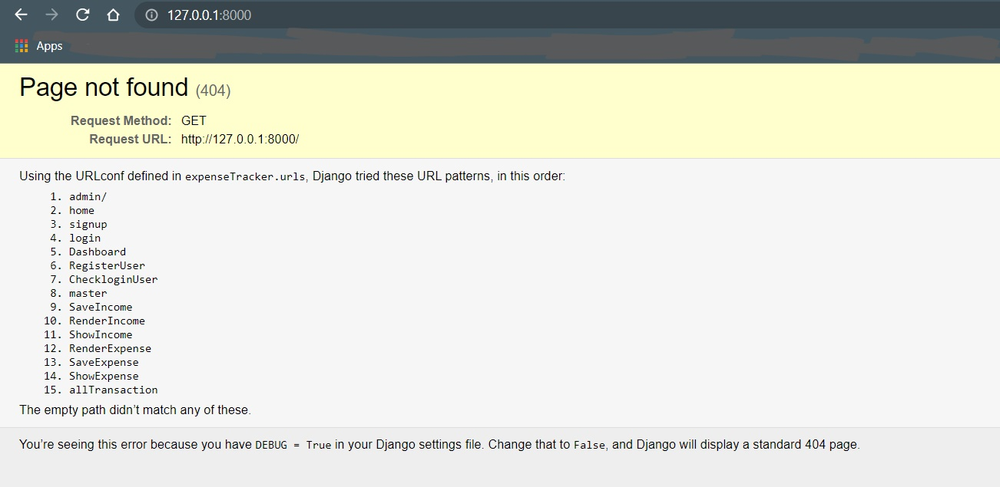 127.0.0.1:8000
Apps
Page not found (404)
Request Method: GET
Request URL: http://127.0.0.1:8000/
Using the URLconf defined in expenseTracker.urls, Django tried these URL patterns, in this order:
1. admin/
2. home
3. signup
4. login
5. Dashboard
6. RegisterUser
7. CheckloginUser
8. master
9. SaveIncome
10. RenderIncome
11. ShowIncome
12. RenderExpense
13. SaveExpense
14. ShowExpense
15. allTransaction
The empty path didn’t match any of these.
You’re seeing this error because you have DEBUG = True in your Django settings file. Change that to False, and Django will display a standard 404 page.